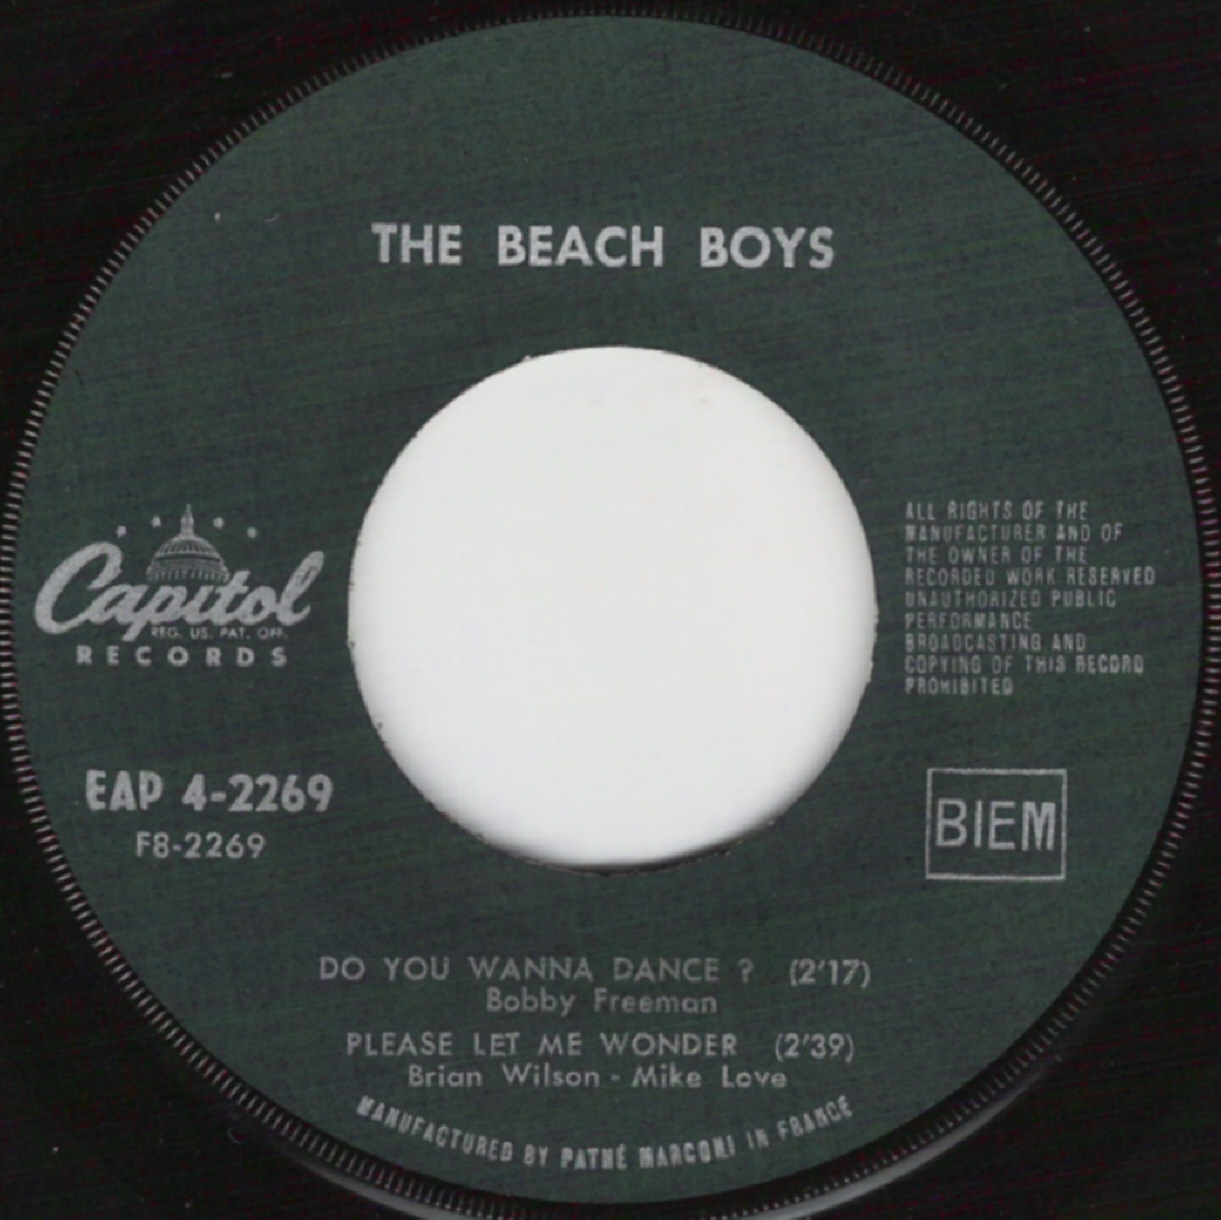 THE BEACH BOYS
Capitol
REG. US. PAT. OFF.
RECORDS
ALL RIGHTS OF THE
MANUFACTURER AND OF
THE OWNER OF THE
RECORDED WORK RESERVED
UNAUTHORIZED PUBLIC
PERFORMANCE
BROADCASTING AND
COPYING OF THIS RECORD
PROHIBITED
EAP 4-2269
F8-2269
BIEM
DO YOU WANNA DANCE ? (2'17)
Bobby Freeman
PLEASE LET ME WONDER (2'39)
Brian Wilson - Mike Love
MANUFACTURED BY PATHÉ MARCONI IN FRANCE